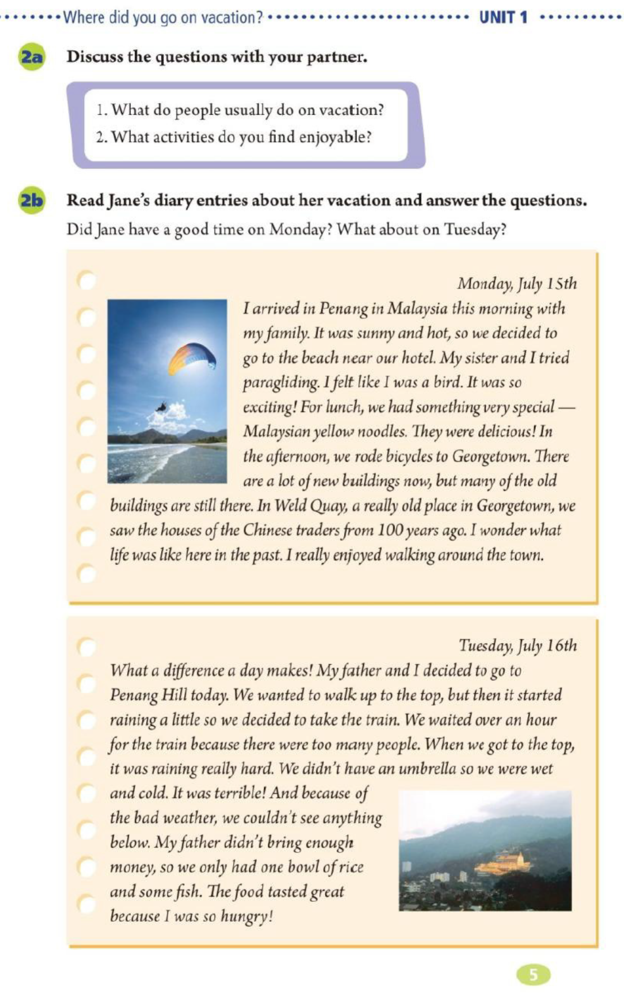 Where did you go on vacation? UNIT 1
2a Discuss the questions with your partner.
1. What do people usually do on vacation?
2. What activities do you find enjoyable?
2b Read Jane's diary entries about her vacation and answer the questions.
Did Jane have a good time on Monday? What about on Tuesday?
Monday, July 15th
I arrived in Penang in Malaysia this morning with
my family. It was sunny and hot, so we decided to
go to the beach near our hotel. My sister and I tried
paragliding. I felt like I was a bird. It was so
exciting! For lunch, we had something very special —
Malaysian yellow noodles. They were delicious! In
the afternoon, we rode bicycles to Georgetown. There
are a lot of new buildings now, but many of the old
buildings are still there. In Weld Quay, a really old place in Georgetown, we
saw the houses of the Chinese traders from 100 years ago. I wonder what
life was like here in the past. I really enjoyed walking around the town.
Tuesday, July 16th
What a difference a day makes! My father and I decided to go to
Penang Hill today. We wanted to walk up to the top, but then it started
raining a little so we decided to take the train. We waited over an hour
for the train because there were too many people. When we got to the top,
it was raining really hard. We didn't have an umbrella so we were wet
and cold. It was terrible! And because of
the bad weather, we couldn't see anything
below. My father didn't bring enough
money, so we only had one bowl of rice
and some fish. The food tasted great
because I was so hungry!
5